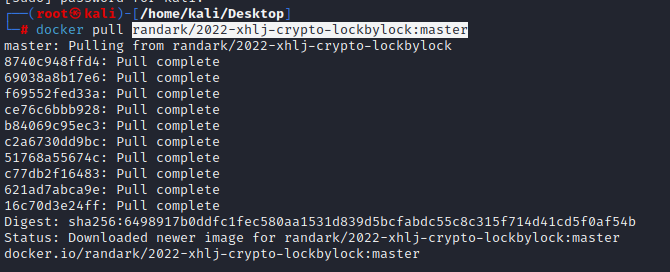 [sudo] password for kali:
┌──(root㉿kali)-[/home/kali/Desktop]
└─# docker pull randark/2022-xhlj-crypto-lockbylock:master
master: Pulling from randark/2022-xhlj-crypto-lockbylock
8740c948ffd4: Pull complete
69038a8b17e6: Pull complete
f69552fed33a: Pull complete
ce76c6bbb928: Pull complete
b84069c95ec3: Pull complete
c2a6730dd9bc: Pull complete
51768a55674c: Pull complete
c77db2f16483: Pull complete
621ad7abca9e: Pull complete
16c70d3e24ff: Pull complete
Digest: sha256:6498917b0ddfc1fec580aa1531d839d5bcfabdc55c8c315f714d41cd5f0af54b
Status: Downloaded newer image for randark/2022-xhlj-crypto-lockbylock:master
docker.io/randark/2022-xhlj-crypto-lockbylock:master